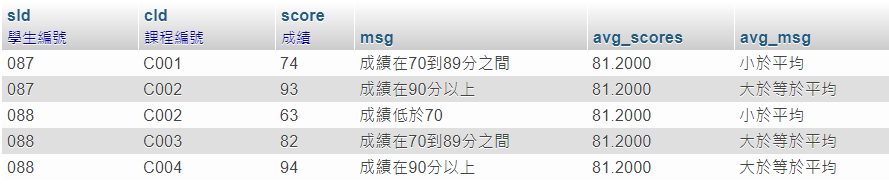 sId cId score
學生編號 課程編號 成績 msg avg_scores avg_msg
087 C001 74 成績在70到89分之間 81.2000 小於平均
087 C002 93 成績在90分以上 81.2000 大於等於平均
088 C002 63 成績低於70 81.2000 小於平均
088 C003 82 成績在70到89分之間 81.2000 大於等於平均
088 C004 94 成績在90分以上 81.2000 大於等於平均